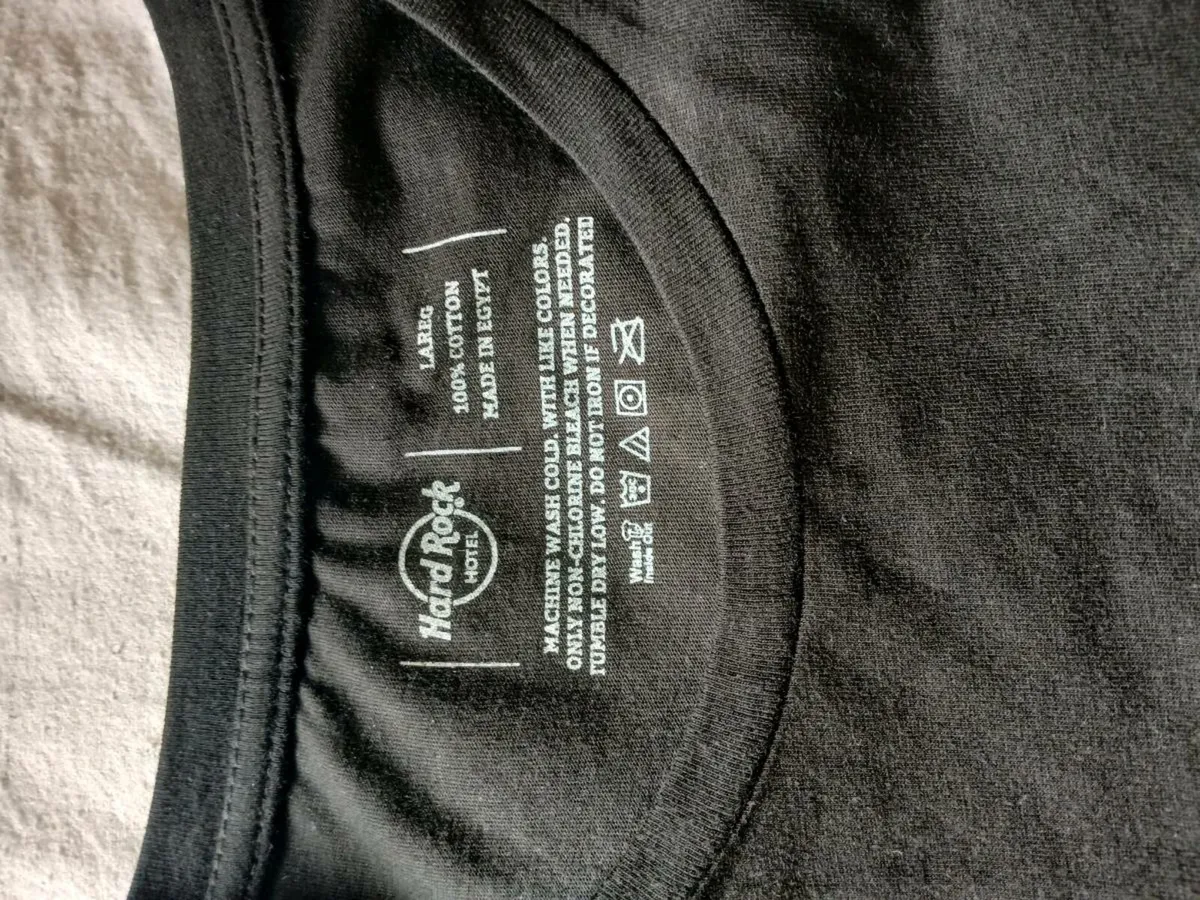 Hard Rock
HOTEL
LAREG
100% COTTON
MADE IN EGYPT
MACHINE WASH COLD. WITH LIKE COLORS.
ONLY NON-CHLORINE BLEACH WHEN NEEDED.
TUMBLE DRY LOW. DO NOT IRON IF DECORATED
Wash
Inside Out